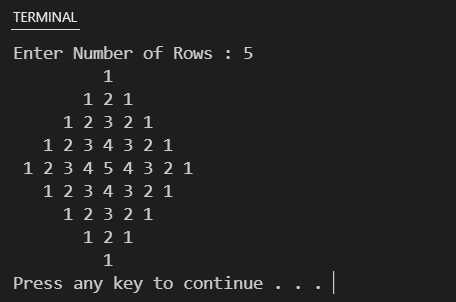 TERMINAL
Enter Number of Rows : 5
1
1 2 1
1 2 3 2 1
1 2 3 4 3 2 1
1 2 3 4 5 4 3 2 1
1 2 3 4 3 2 1
1 2 3 2 1
1 2 1
1
Press any key to continue . . .